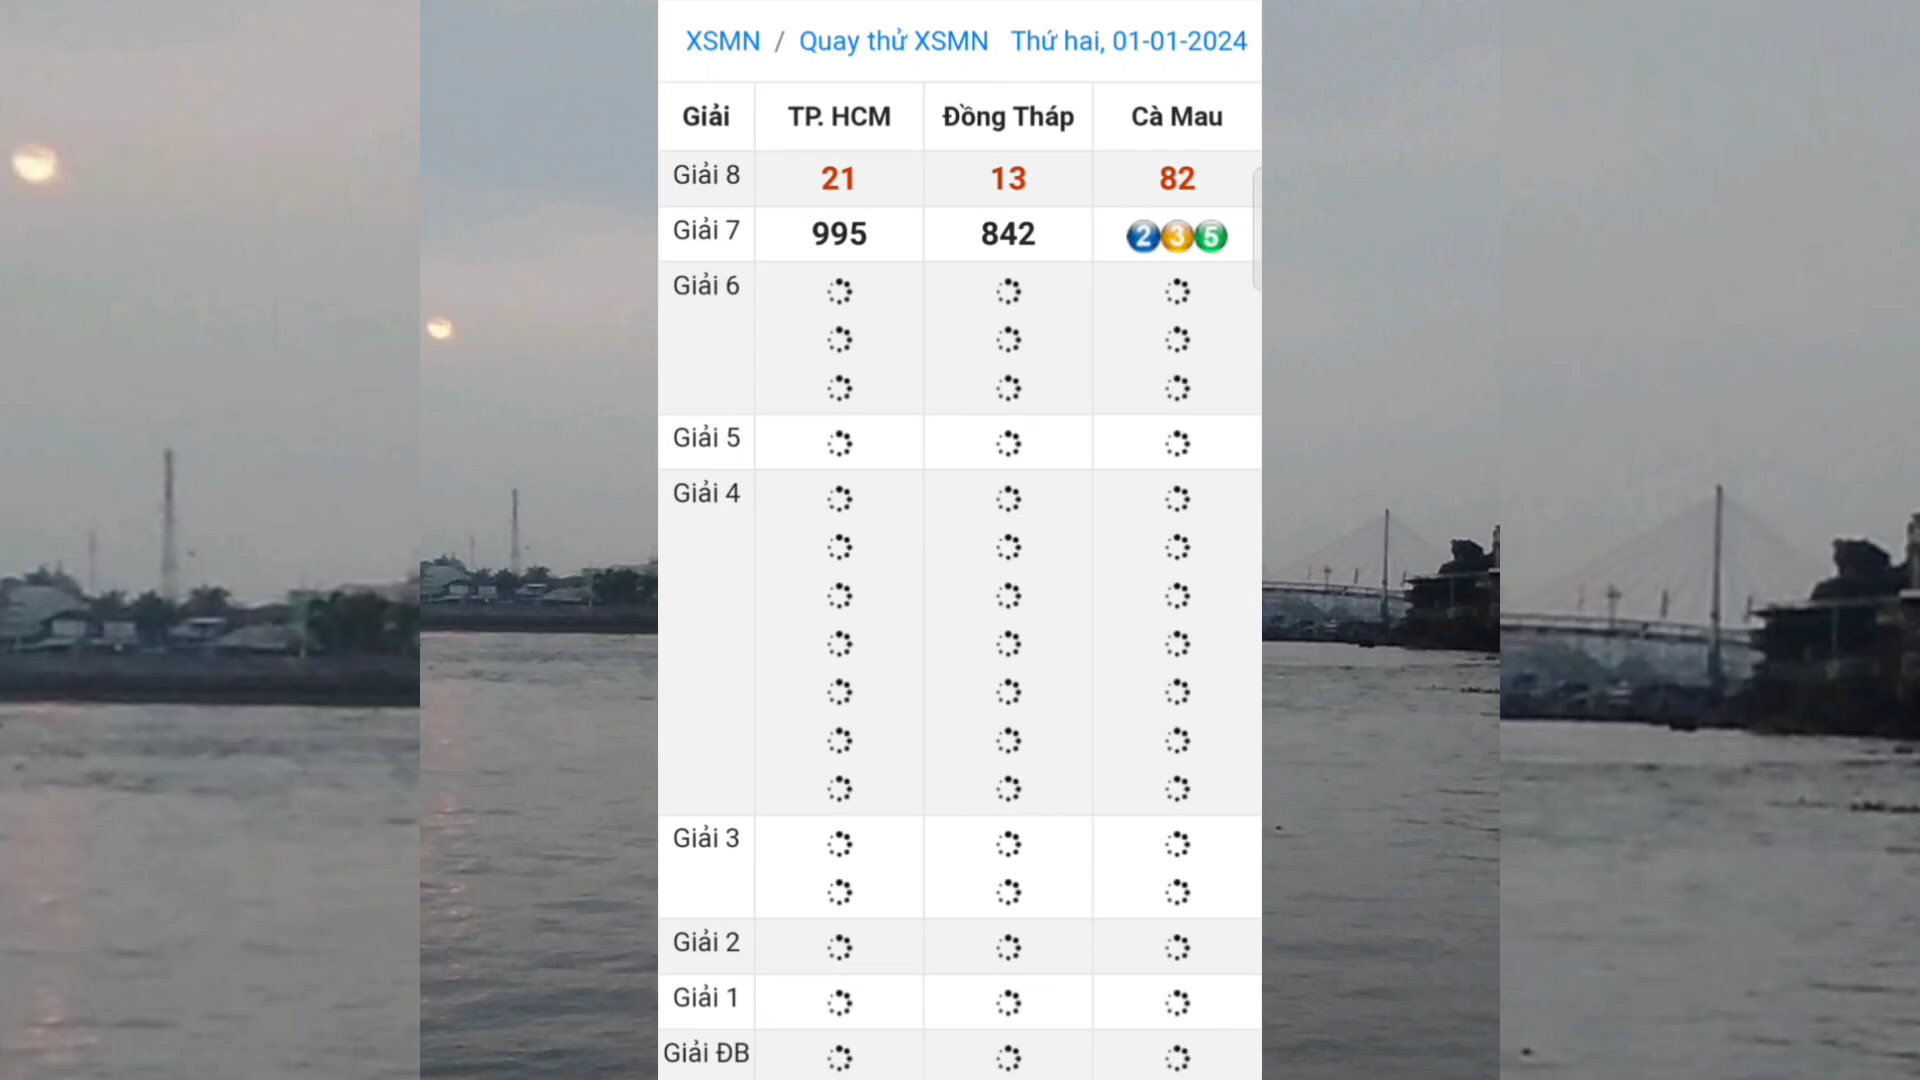 XSMN / Quay thử XSMN Thứ hai, 01-01-2024
Giải TP. HCM Đồng Tháp Cà Mau
Giải 8 21 13 82
Giải 7 995 842 235
Giải 6
Giải 5
Giải 4
Giải 3
Giải 2
Giải 1
Giải ĐB